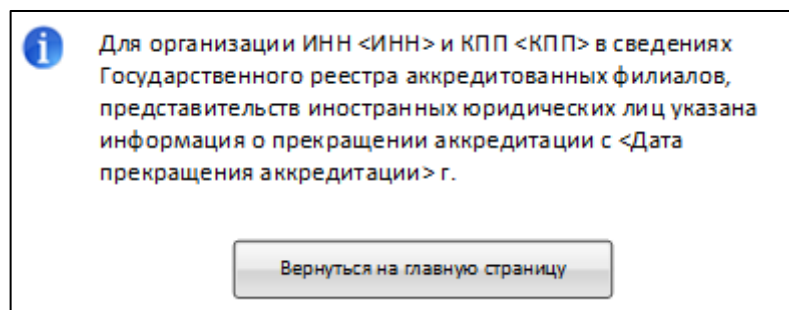 Для организации ИНН <ИНН> и КПП <КПП> в сведениях
Государственного реестра аккредитованных филиалов,
представительств иностранных юридических лиц указана
информация о прекращении аккредитации с <Дата
прекращения аккредитации> г.
Вернуться на главную страницу